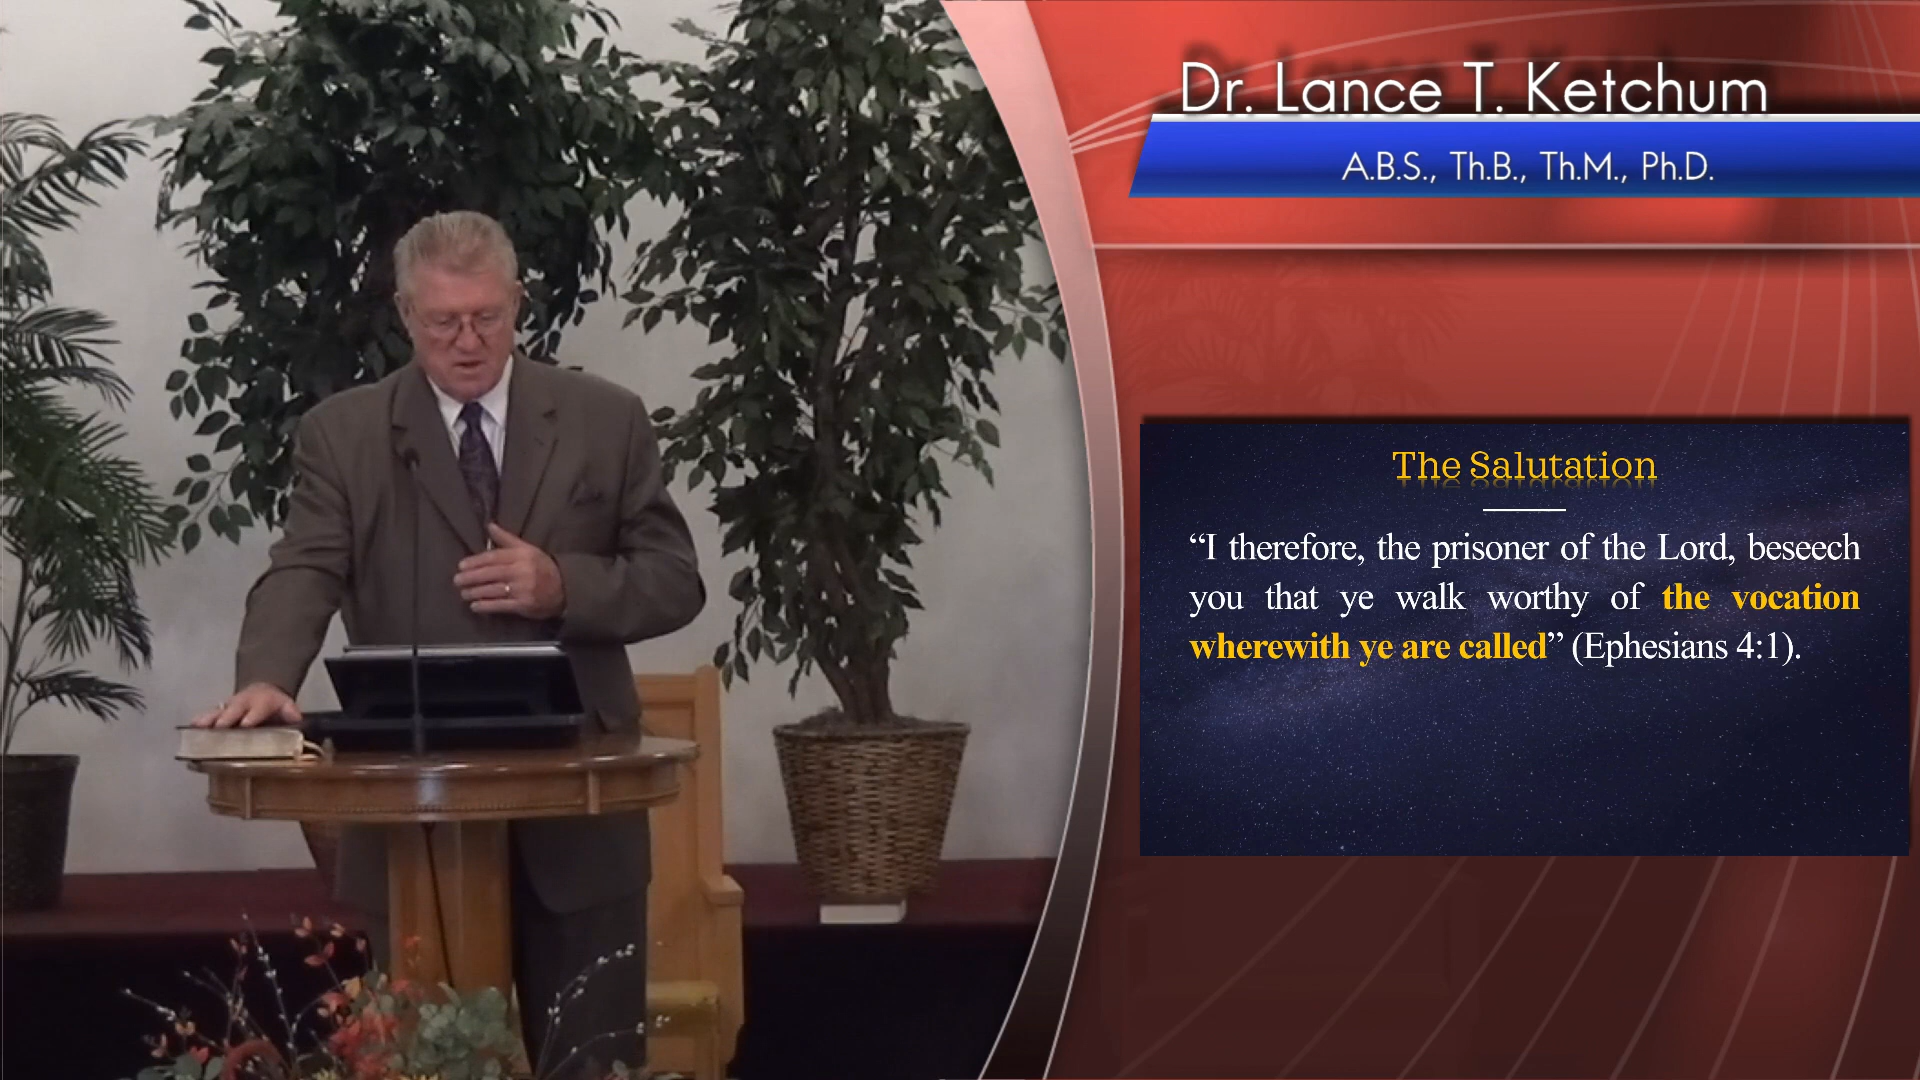 Dr. Lance T. Ketchum
A.B.S., Th.B., Th.M., Ph.D.
The Salutation
“I therefore, the prisoner of the Lord, beseech
you that ye walk worthy of the vocation
wherewith ye are called” (Ephesians 4:1).